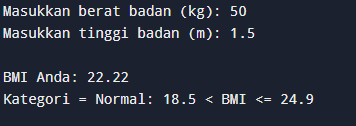 Masukkan berat badan (kg): 50
Masukkan tinggi badan (m): 1.5
BMI Anda: 22.22
Kategori = Normal: 18.5 < BMI <= 24.9